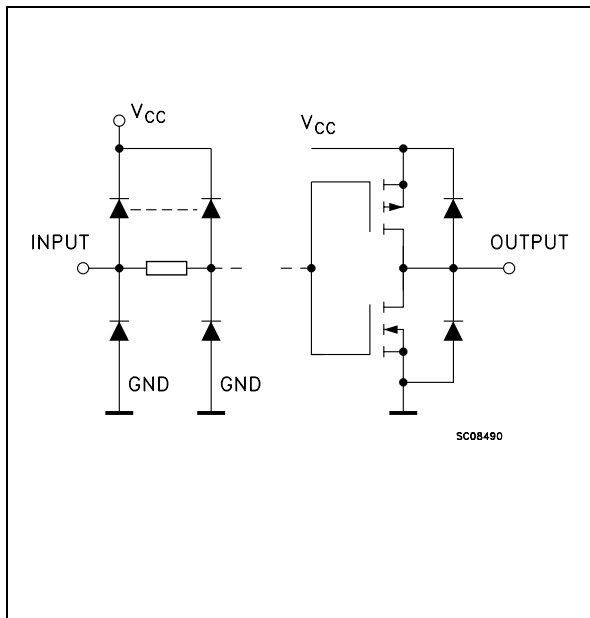 VCC
VCC
INPUT
OUTPUT
GND
GND
SC08490